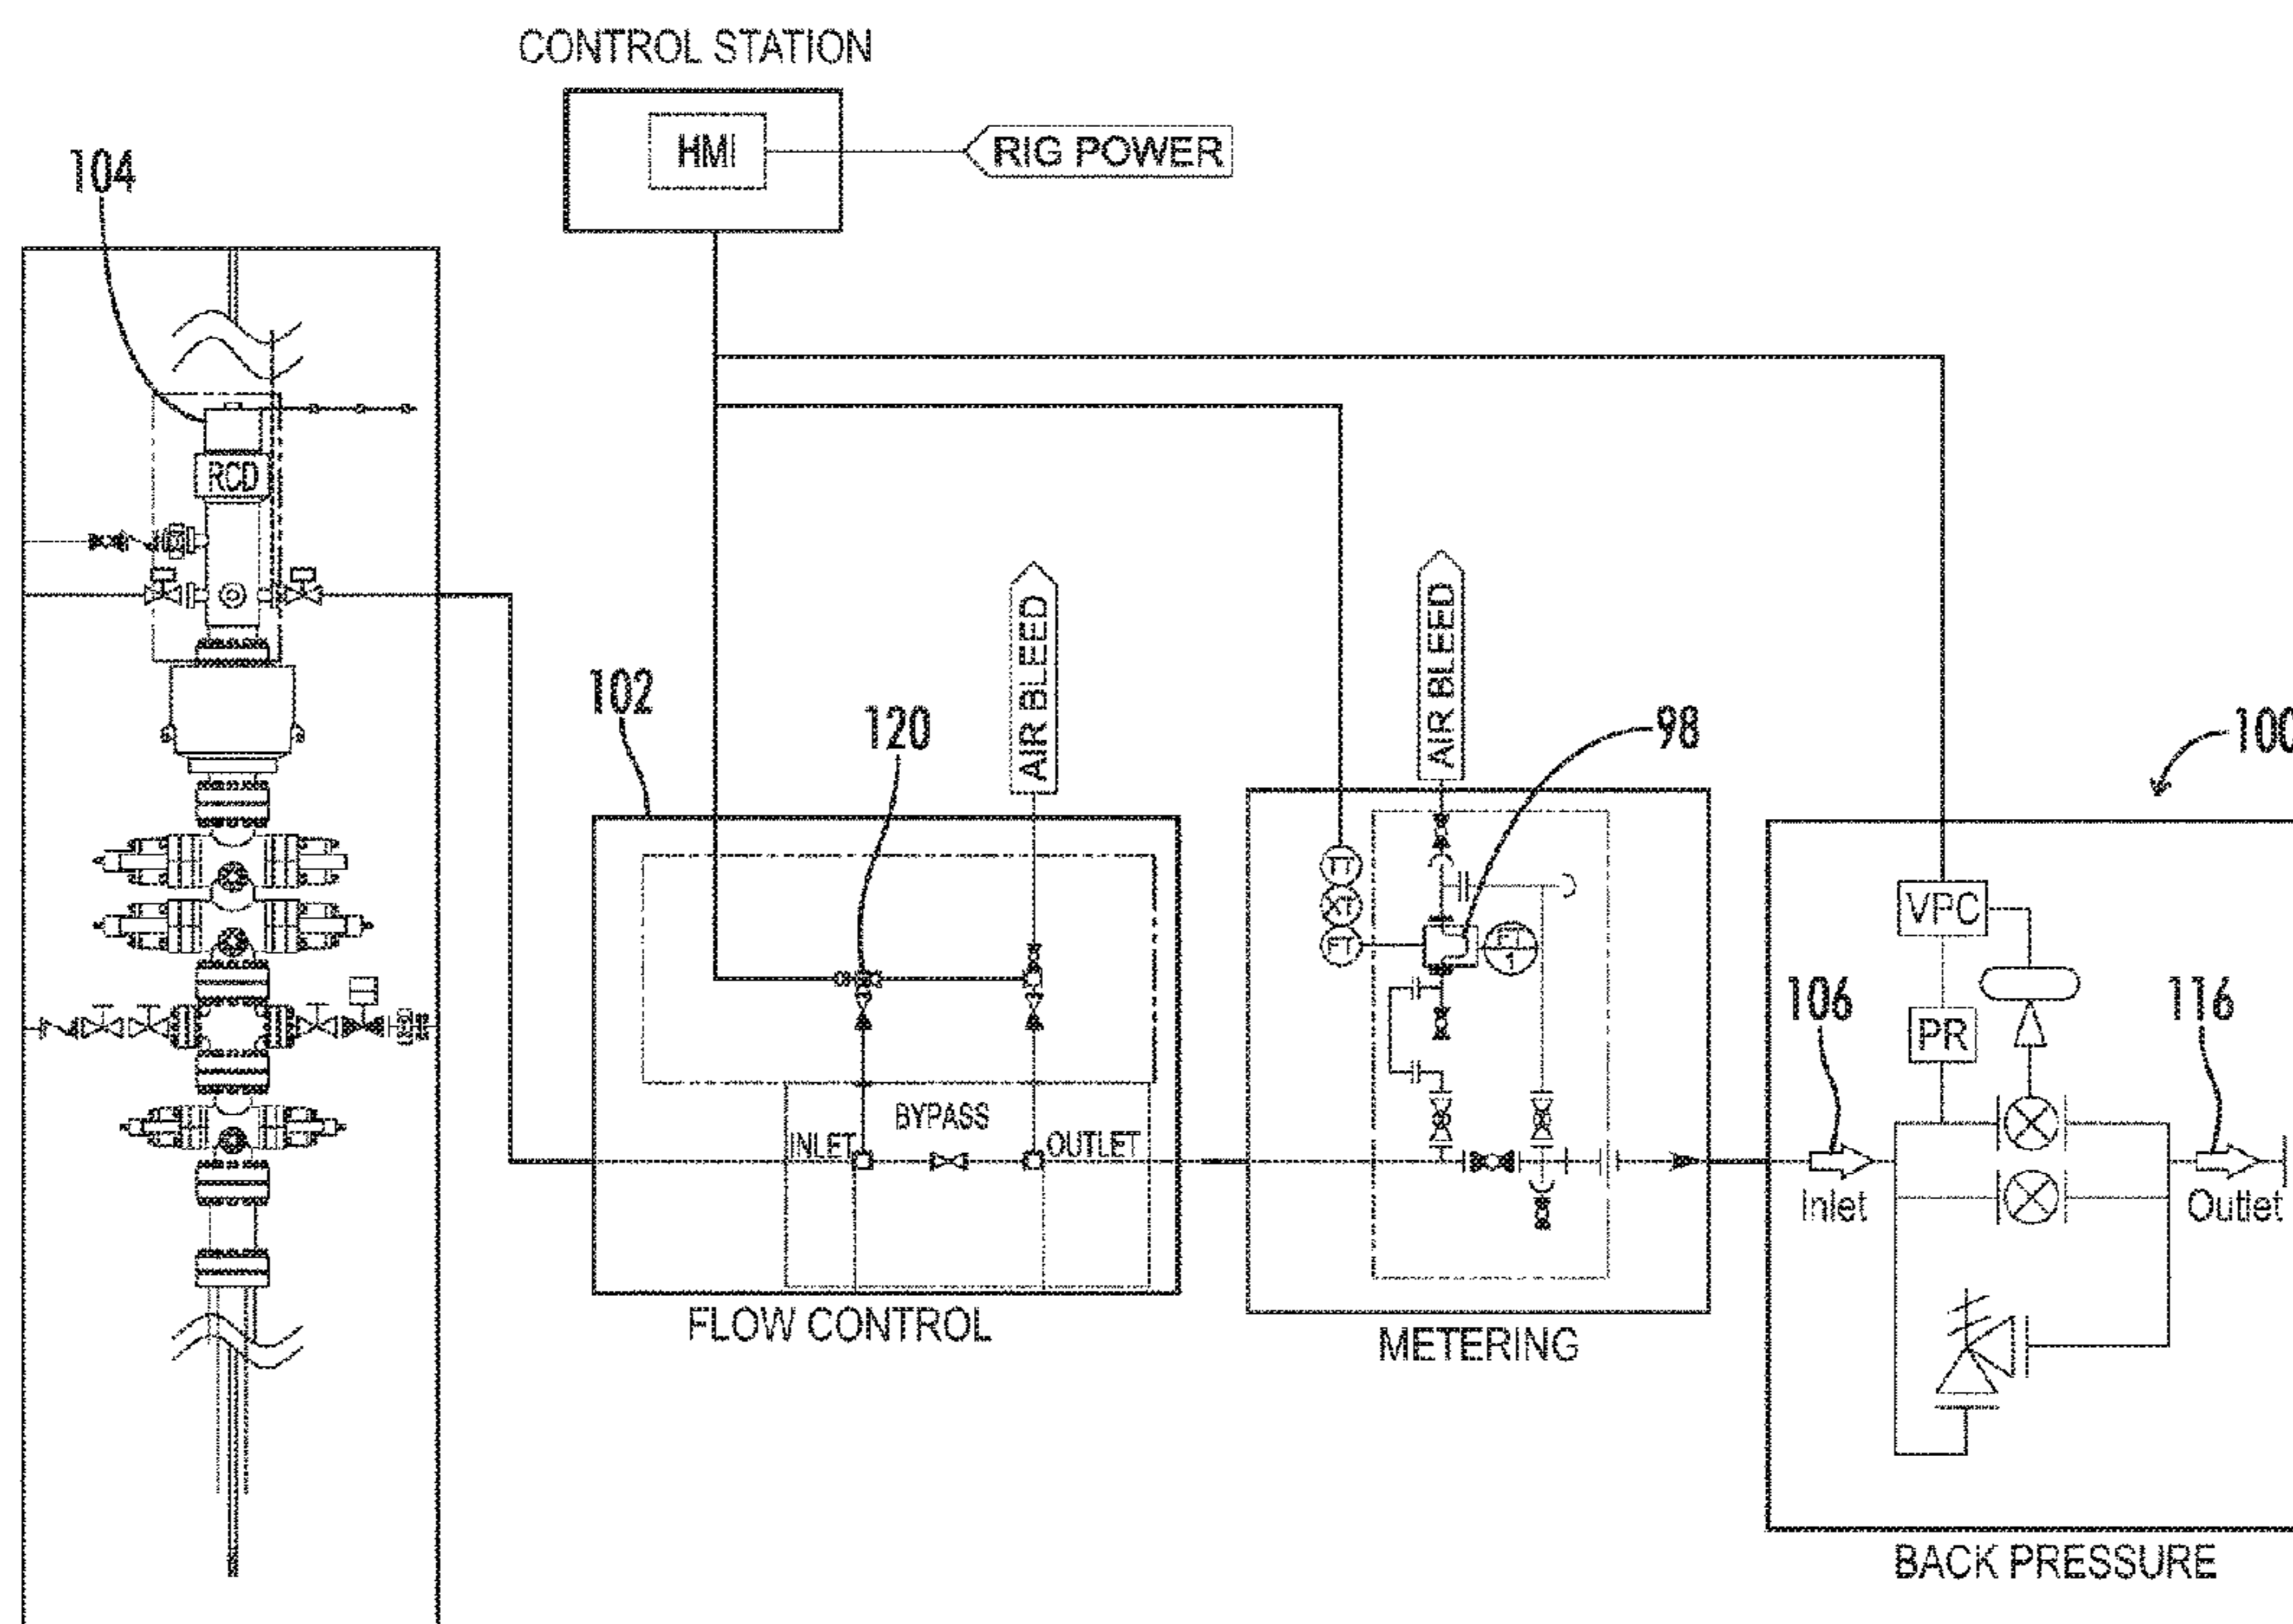 CONTROL STATION
HMI
RIG POWER
104
RCD
AIR BLEED
AIR BLEED
102
120
98
100
TT
XT
FT
FT
1
VPC
106
116
PR
BYPASS
INLET
OUTLET
Inlet
Outlet
FLOW CONTROL
METERING
BACK PRESSURE